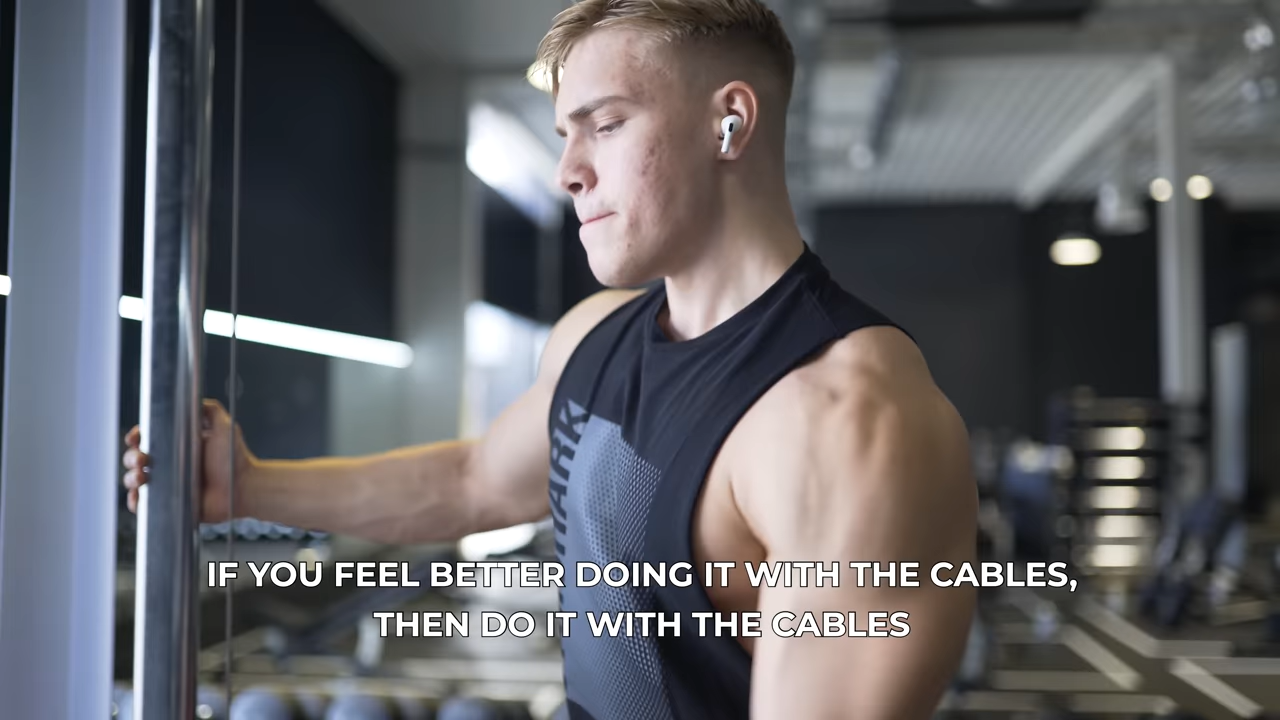 IF YOU FEEL BETTER DOING IT WITH THE CABLES,
THEN DO IT WITH THE CABLES